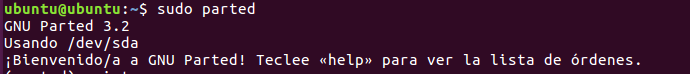 ubuntu@ubuntu:~$ sudo parted
GNU Parted 3.2
Usando /dev/sda
¡Bienvenido/a a GNU Parted! Teclee «help» para ver la lista de órdenes.